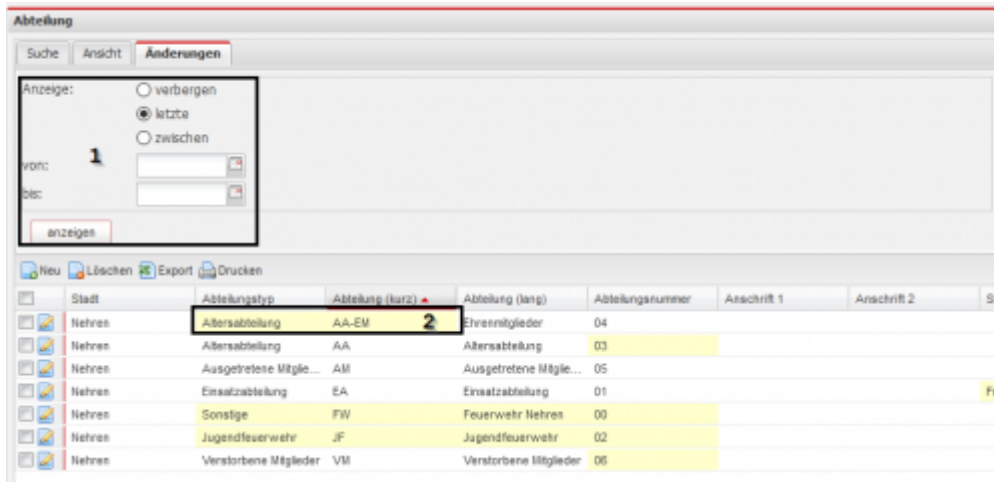 Abteilung
Suche Ansicht Änderungen
Anzeige: verbergen
letzte
zwischen
1
von:
bis:
anzeigen
Neu Löschen Export Drucken
Stadt Abteilungstyp Abteilung (kurz) Abteilung (lang) Abteilungsnummer Anschrift 1 Anschrift 2 S
Nehren Altersabteilung AA-EM 2 Ehrenmitglieder 04
Nehren Altersabteilung AA Altersabteilung 03
Nehren Ausgetretene Mitglie... AM Ausgetretene Mitglie... 05
Nehren Einsatzabteilung EA Einsatzabteilung 01
Nehren Sonstige FW Feuerwehr Nehren 00
Nehren Jugendfeuerwehr JF Jugendfeuerwehr 02
Nehren Verstorbene Mitglieder VM Verstorbene Mitglieder 06